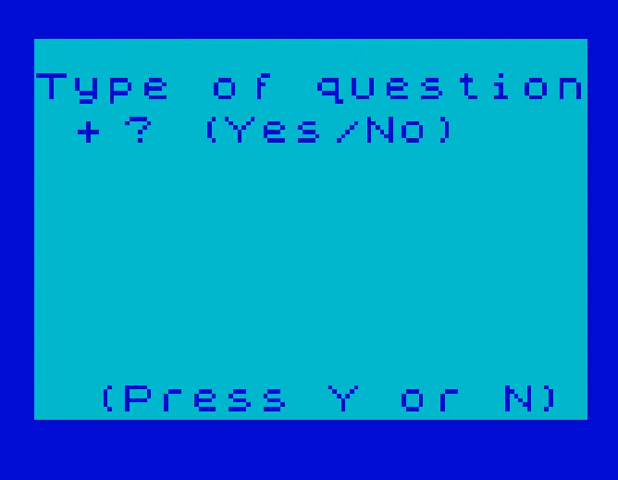 Type of question
+ ? (Yes/No)
(Press Y or N)